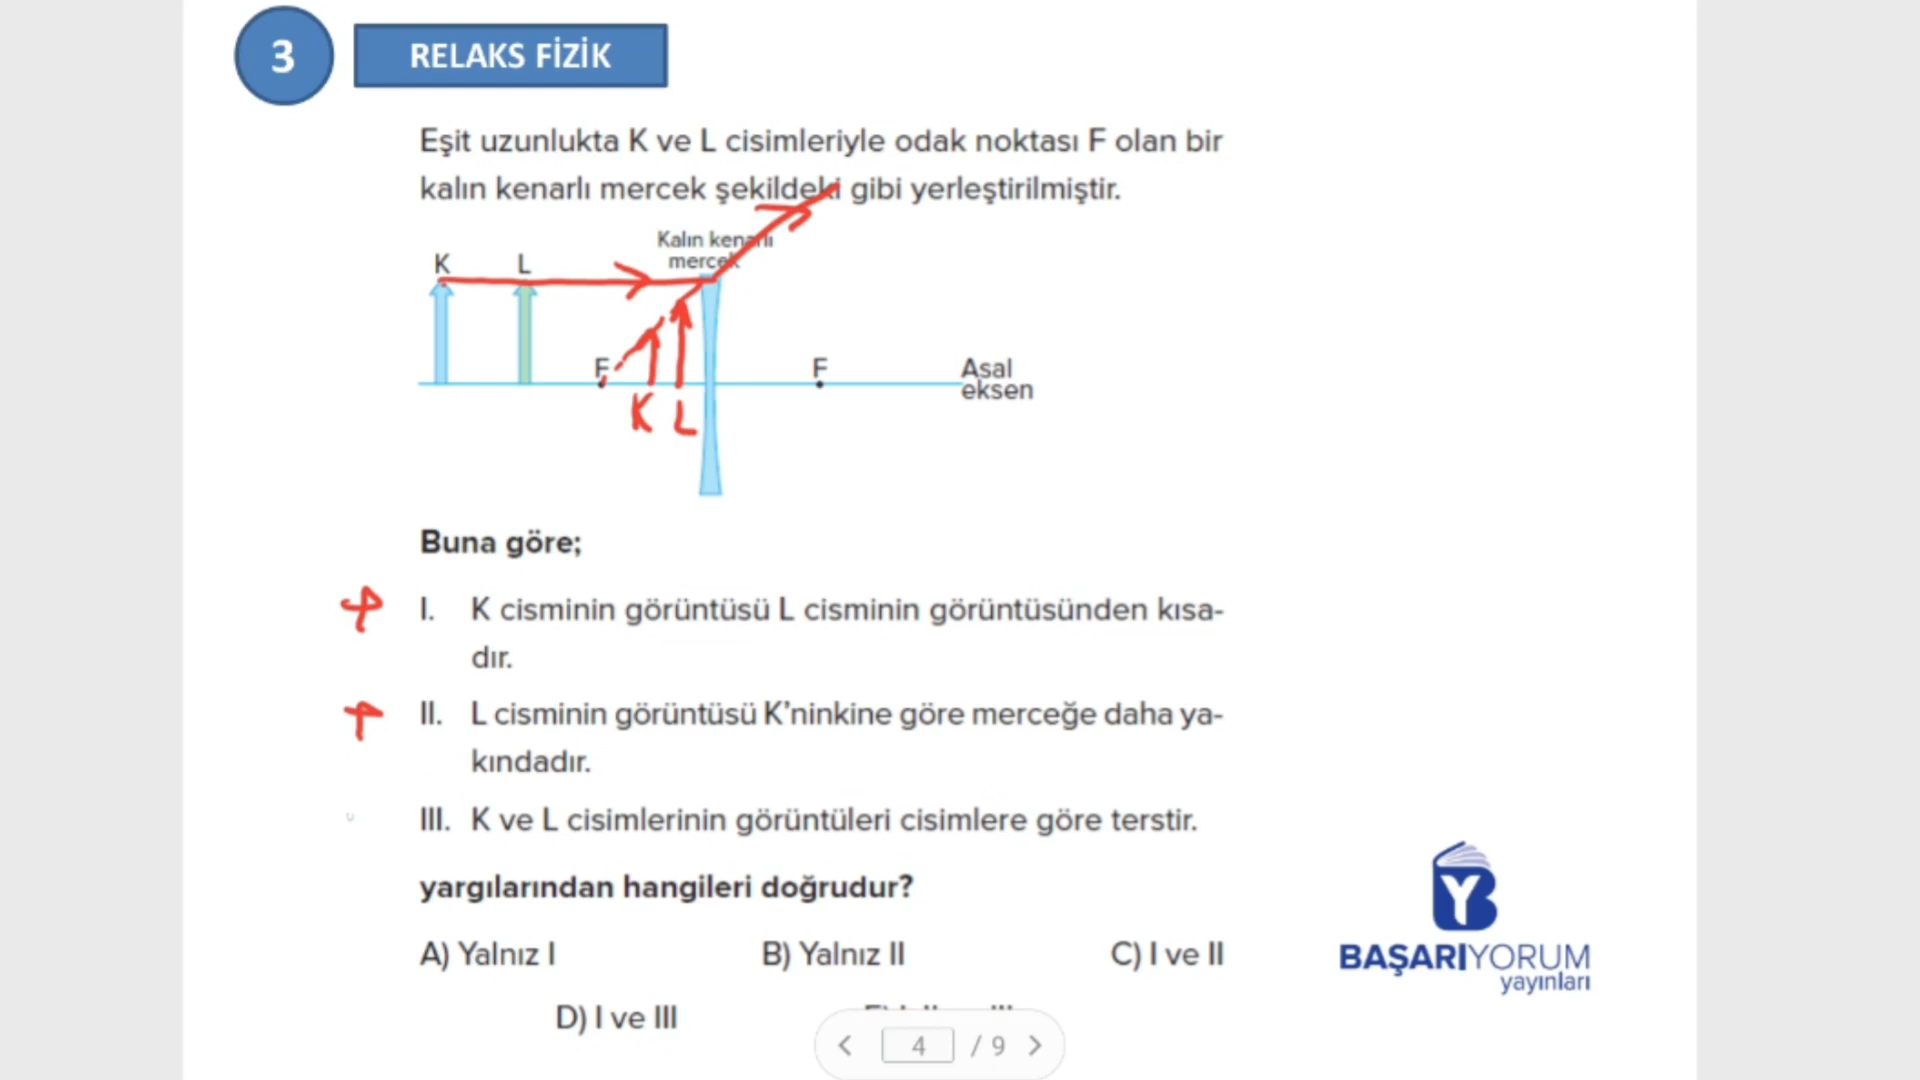 3
RELAKS FİZİK
Eşit uzunlukta K ve L cisimleriyle odak noktası F olan bir
kalın kenarlı mercek şekildeki gibi yerleştirilmiştir.
Kalın kenarlı
mercek
K L
F F Asal
eksen
K L
Buna göre;
I. K cisminin görüntüsü L cisminin görüntüsünden kısa-
dır.
II. L cisminin görüntüsü K'ninkine göre merceğe daha ya-
kındadır.
III. K ve L cisimlerinin görüntüleri cisimlere göre terstir.
yargılarından hangileri doğrudur?
A) Yalnız I B) Yalnız II C) I ve II
D) I ve III
BAŞARIYORUM
yayınları
4 / 9